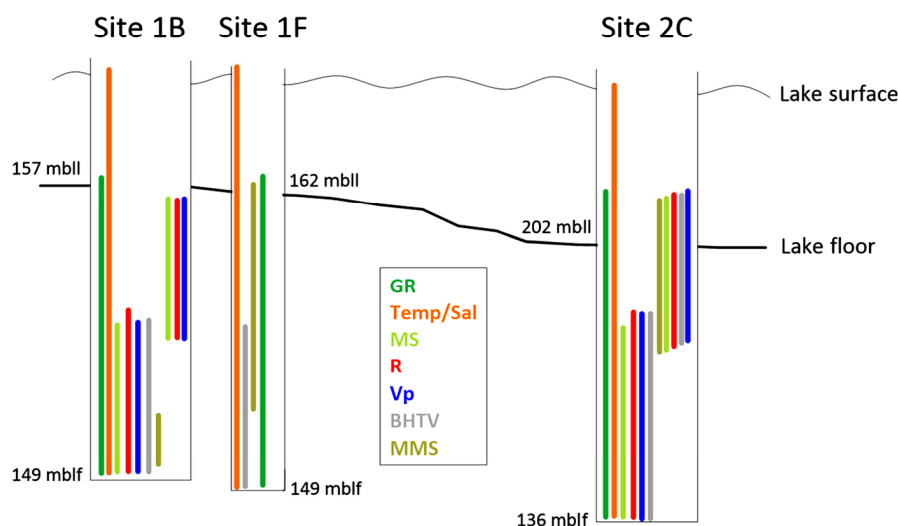 Site 1B
Site 1F
Site 2C
Lake surface
157 mbll
162 mbll
202 mbll
Lake floor
GR
Temp/Sal
MS
R
Vp
BHTV
MMS
149 mblf
149 mblf
136 mblf